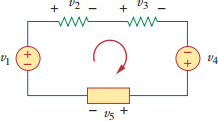 + v2 − + v3 −
v1 + − − + v4
− v5 +